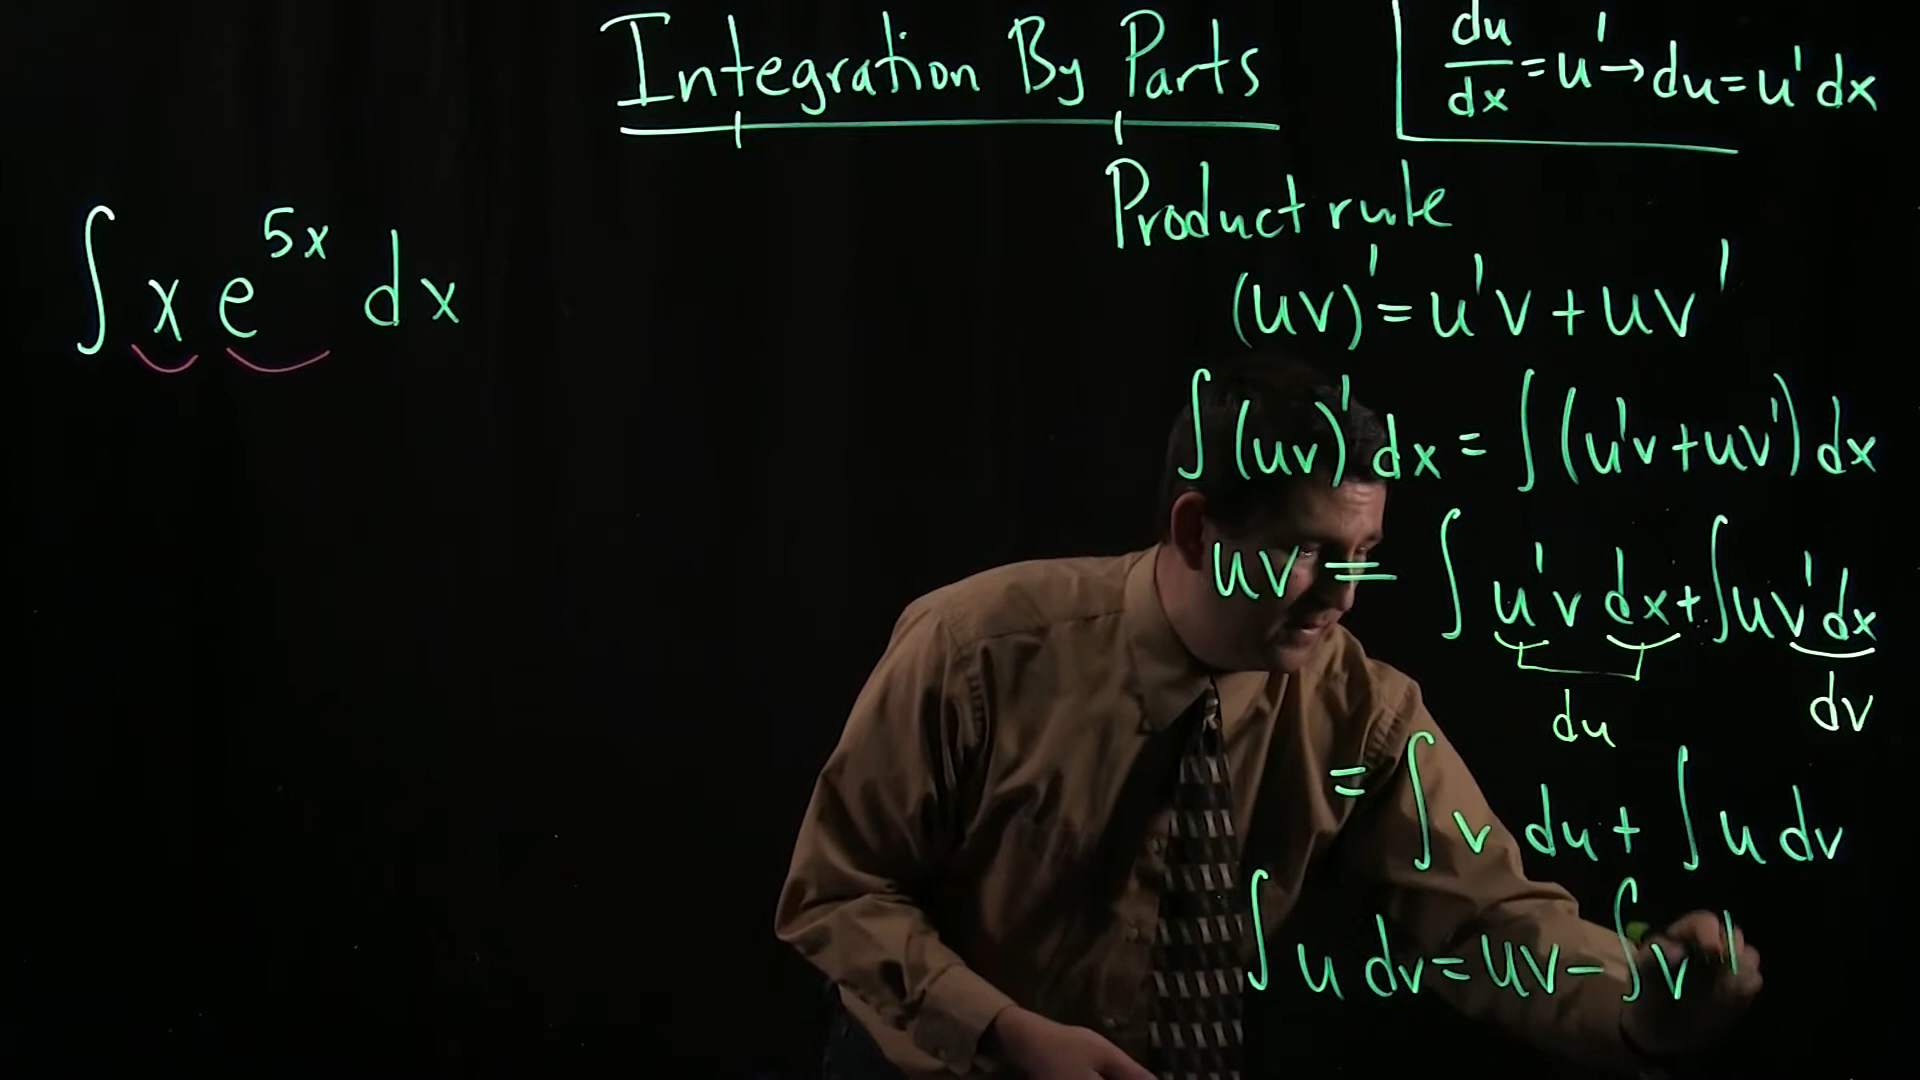 Integration By Parts
du/dx = u' → du = u' dx
Product rule
∫ x e^5x dx
(uv)' = u'v + uv'
∫ (uv)' dx = ∫ (u'v + uv') dx
uv = ∫ u'v dx + ∫ uv' dx
du dv
= ∫ v du + ∫ u dv
∫ u dv = uv - ∫ v